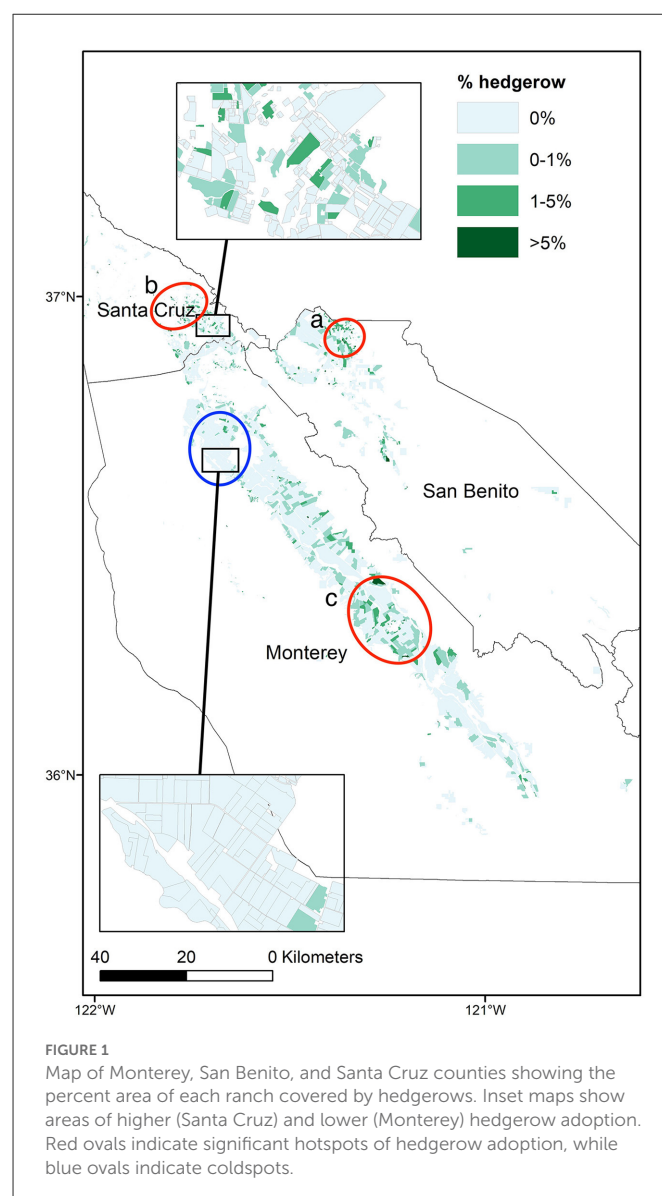 % hedgerow
0%
0-1%
1-5%
>5%
37°N
b
Santa Cruz
a
San Benito
c
Monterey
36°N
40 20 0 Kilometers
122°W 121°W
FIGURE 1
Map of Monterey, San Benito, and Santa Cruz counties showing the
percent area of each ranch covered by hedgerows. Inset maps show
areas of higher (Santa Cruz) and lower (Monterey) hedgerow adoption.
Red ovals indicate significant hotspots of hedgerow adoption, while
blue ovals indicate coldspots.